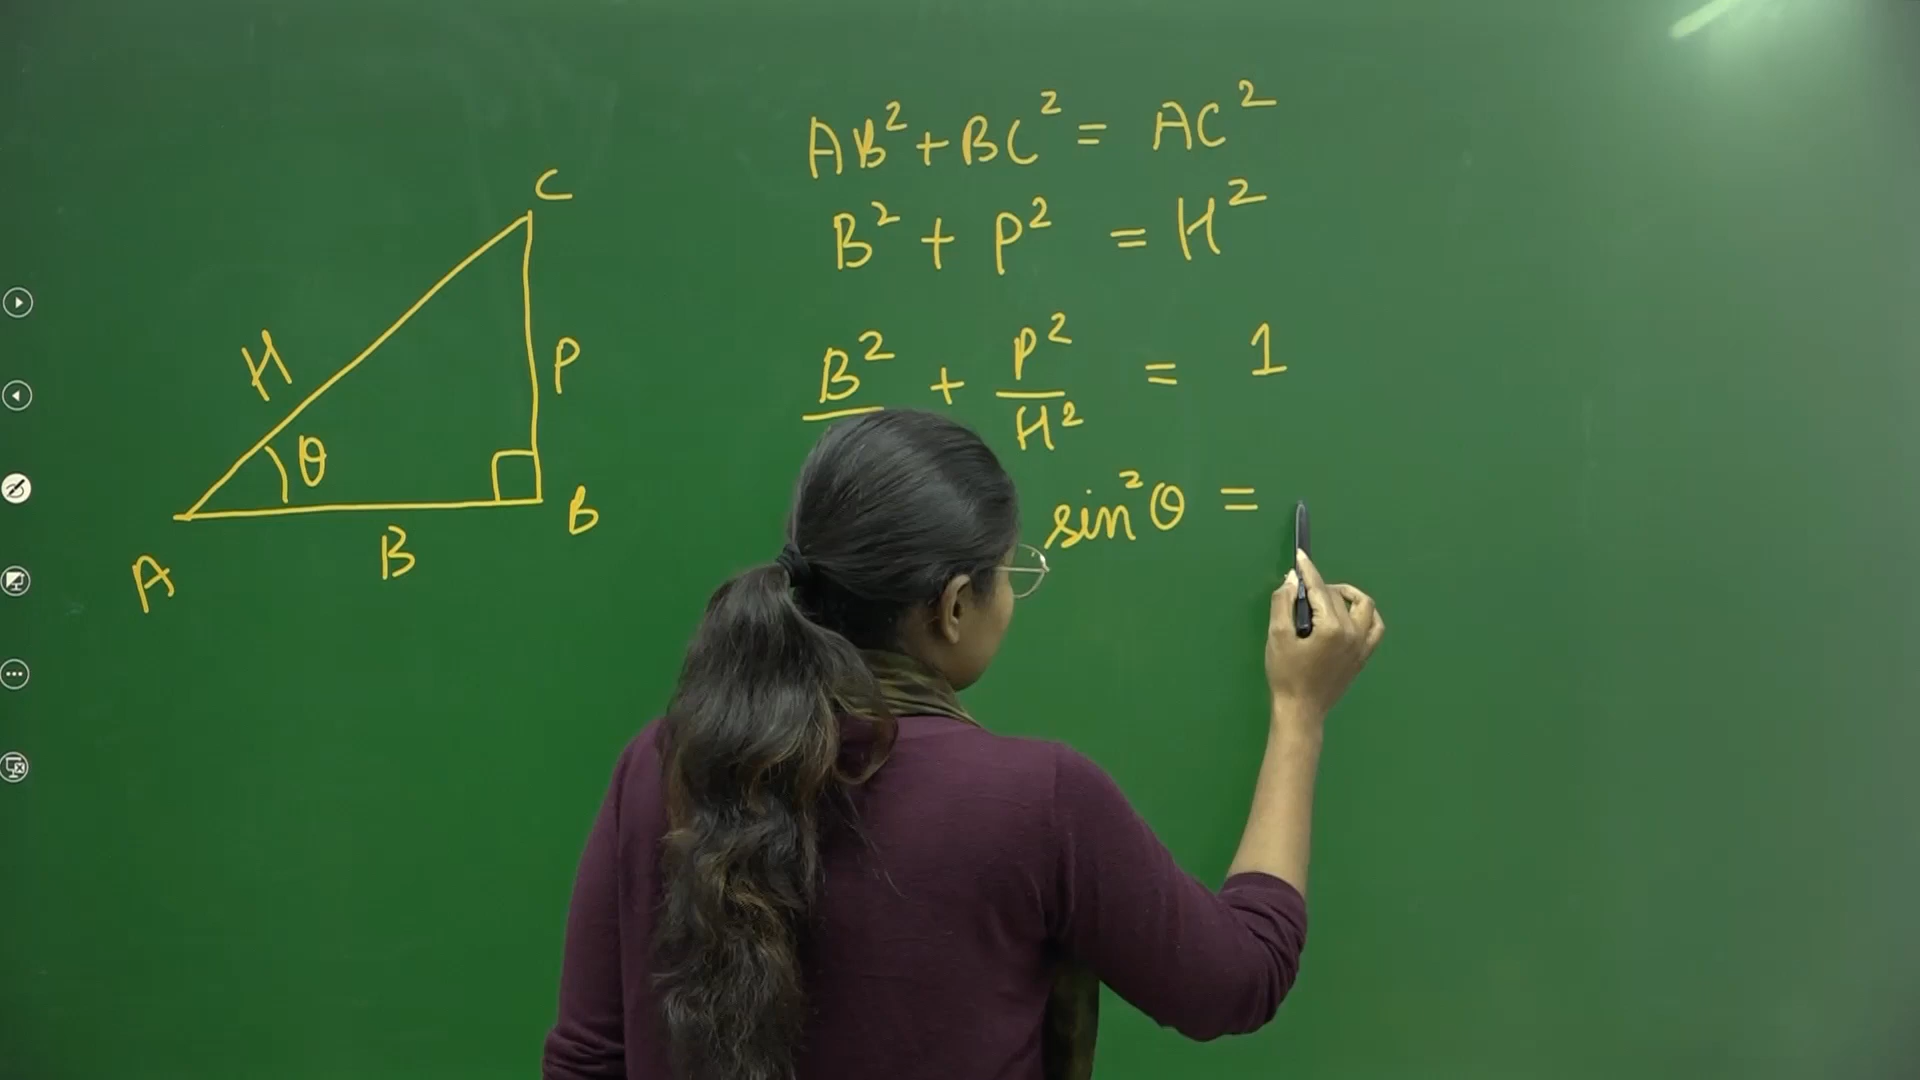 AB²+BC² = AC²
B² + P² = H²
B² + P²/H² = 1
sin²θ =
C
H
P
θ
B
B
A